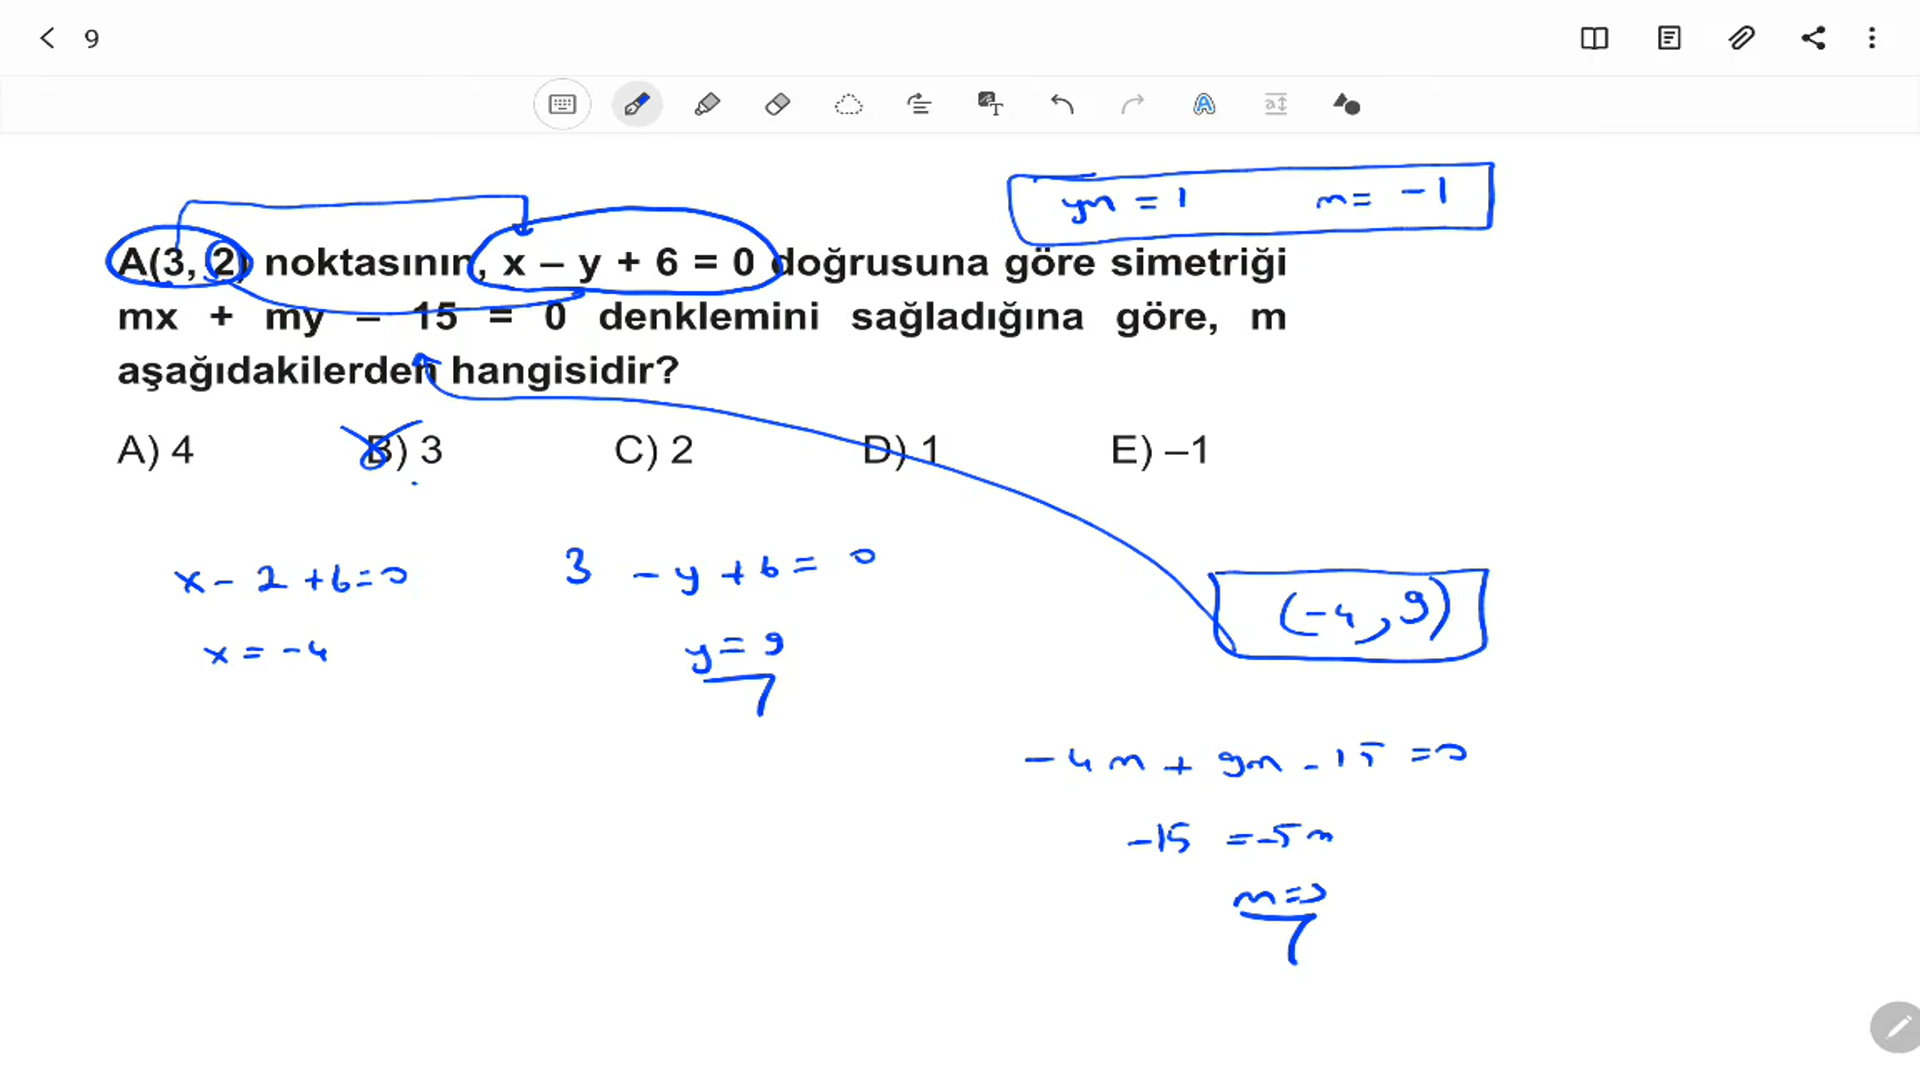 9
ym = 1 m = -1
A(3, 2) noktasının, x – y + 6 = 0 doğrusuna göre simetriği
mx + my – 15 = 0 denklemini sağladığına göre, m
aşağıdakilerden hangisidir?
A) 4 B) 3 C) 2 D) 1 E) –1
x - 2 + 6 = 0 3 - y + 6 = 0
(-4, 9)
x = -4 y = 9
-4m + 9m - 15 = 0
-15 = -5m
m = 3